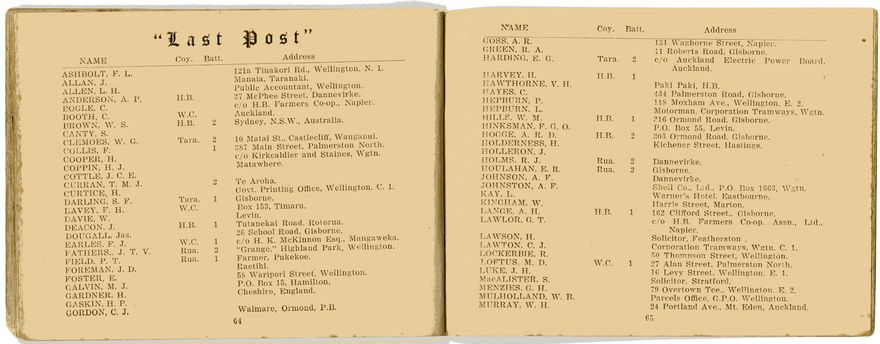 "Last Post"
NAME Coy. Batt. Address
ASHBOLT, F. L. 121a Tinakori Rd., Wellington, N. 1.
ALLAN, J. Manaia, Taranaki.
ALLEN, L. H. Public Accountant, Wellington.
ANDERSON, A. P. H.B. 37 McPhee Street, Dannevirke.
BOGLE, C. c/o H.B. Farmers Co-op., Napier.
BOOTH, C. W.C. Auckland.
BROWN, W. S. H.B. 2 Sydney, N.S.W., Australia.
CANTY, S.
CLEMOES, W. G. Tara. 2 10 Matai St., Castlecliff, Wanganui.
COLLIS, F. 1 387 Main Street, Palmerston North.
COOPER, H. c/o Kirkcaldie and Staines, Wgtn.
COPPIN, H. J. Matawhero.
COTTLE, J. C. E.
CURRAN, T. M. J. 2 Te Aroha.
CURTICE, H. Govt. Printing Office, Wellington. C. 1.
DARLING, S. F. Tara. 1 Gisborne.
DAVEY, F. H. W.C. Box 153, Timaru.
DAVIE, W. Levin.
DEACON, J. H.B. 1 Tutanekai Road, Rotorua.
DOUGALL, Jas. 26 School Road, Gisborne.
EARLES, F. J. W.C. 1 c/o H. K. McKinnon Esq., Mangaweka.
FATHERS, J. T. V. Rua. 2 "Grange," Highland Park, Wellington.
FIELD, P. T. Rua. 1 Farmer, Pukekoe.
FOREMAN, J. D. Raetihi.
FOSTER, E. 58 Waripori Street, Wellington.
GALVIN, M. J. P.O. Box 15, Hamilton.
GARDNER, H. Cheshire, England.
GASKIN, H. P.
GORDON, C. J. Waimare, Ormond, P.B.
64
NAME Coy. Batt. Address
GOSS, A. R. 131 Waghorne Street, Napier.
GREEN, R. A. 71 Roberts Road, Gisborne.
HARDING, E. G. Tara. 2 c/o Auckland Electric Power Board,
Auckland.
HARVEY, H. H.B. 1
HAWTHORNE, V. H. Paki Paki, H.B.
HAYES, C. 434 Palmerston Road, Gisborne.
HEPBURN, P. 118 Moxham Ave., Wellington, E. 2.
HEPBURN, L. Motorman, Corporation Tramways, Wgtn.
HILLS, W. M. H.B. 1 216 Ormond Road, Gisborne.
HINKSMAN, F. G. O. P.O. Box 55, Levin.
HOGGE, A. R. D. H.B. 2 303 Ormond Road, Gisborne.
HOLDERNESS, H. Kichener Street, Hastings.
HOLLERON, J.
HOLMS, R. J. Rua. 2 Dannevirke.
HOULAHAN, E. R. Rua. 2 Gisborne.
JOHNSON, A. F. Dannevirke.
JOHNSTON, A. F. Shell Co., Ltd., P.O. Box 1663, Wgtn.
KAY, L. Warner's Hotel, Eastbourne.
KINGHAM, W. Harris Street, Marton.
LANGE, A. H. H.B. 1 162 Clifford Street, Gisborne.
LAWLOR, G. T. c/o H.B. Farmers Co-op. Assn., Ltd.,
Napier.
LAWSON, H. Solicitor, Featherston.
LAWTON, C. J. Corporation Tramways, Wgtn. C. 1.
LOCKERBIE, R. 50 Thompson Street, Wellington.
LOFTUS, M. D. W.C. 1 27 Alan Street, Palmerston North.
LUKE, J. H. 16 Levy Street, Wellington. E. 1.
MacALISTER, S. Solicitor, Stratford.
MENZIES, G. H. 79 Overtown Tce., Wellington. E. 2.
MULHOLLAND, W. B. Parcels Office, G.P.O. Wellington.
MURRAY, W. H. 24 Portland Ave., Mt. Eden, Auckland.
65